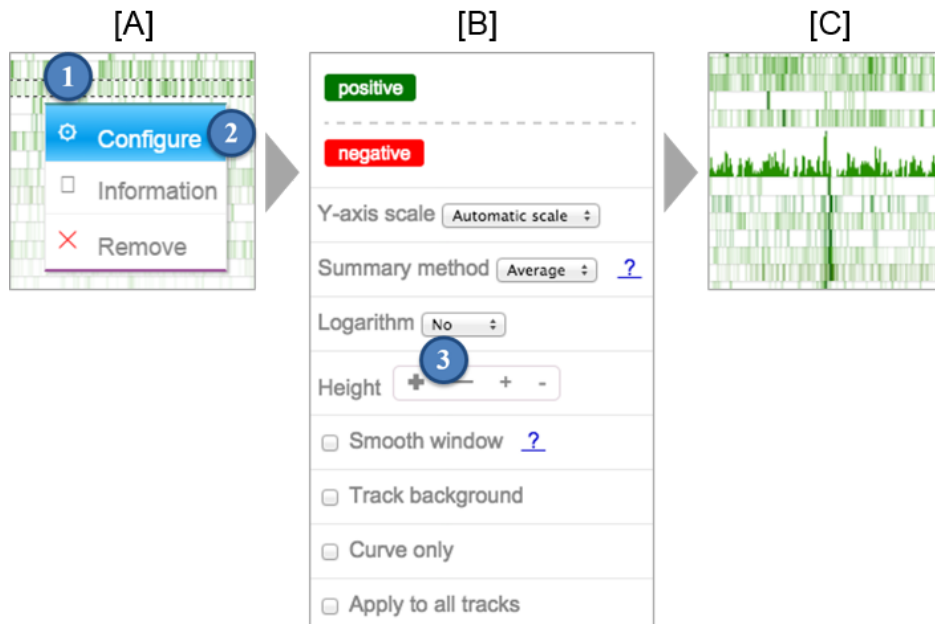 [A]
[B]
[C]
1
Configure 2
Information
Remove
positive
negative
Y-axis scale Automatic scale
Summary method Average ?
Logarithm No
3
Height + — + -
Smooth window ?
Track background
Curve only
Apply to all tracks